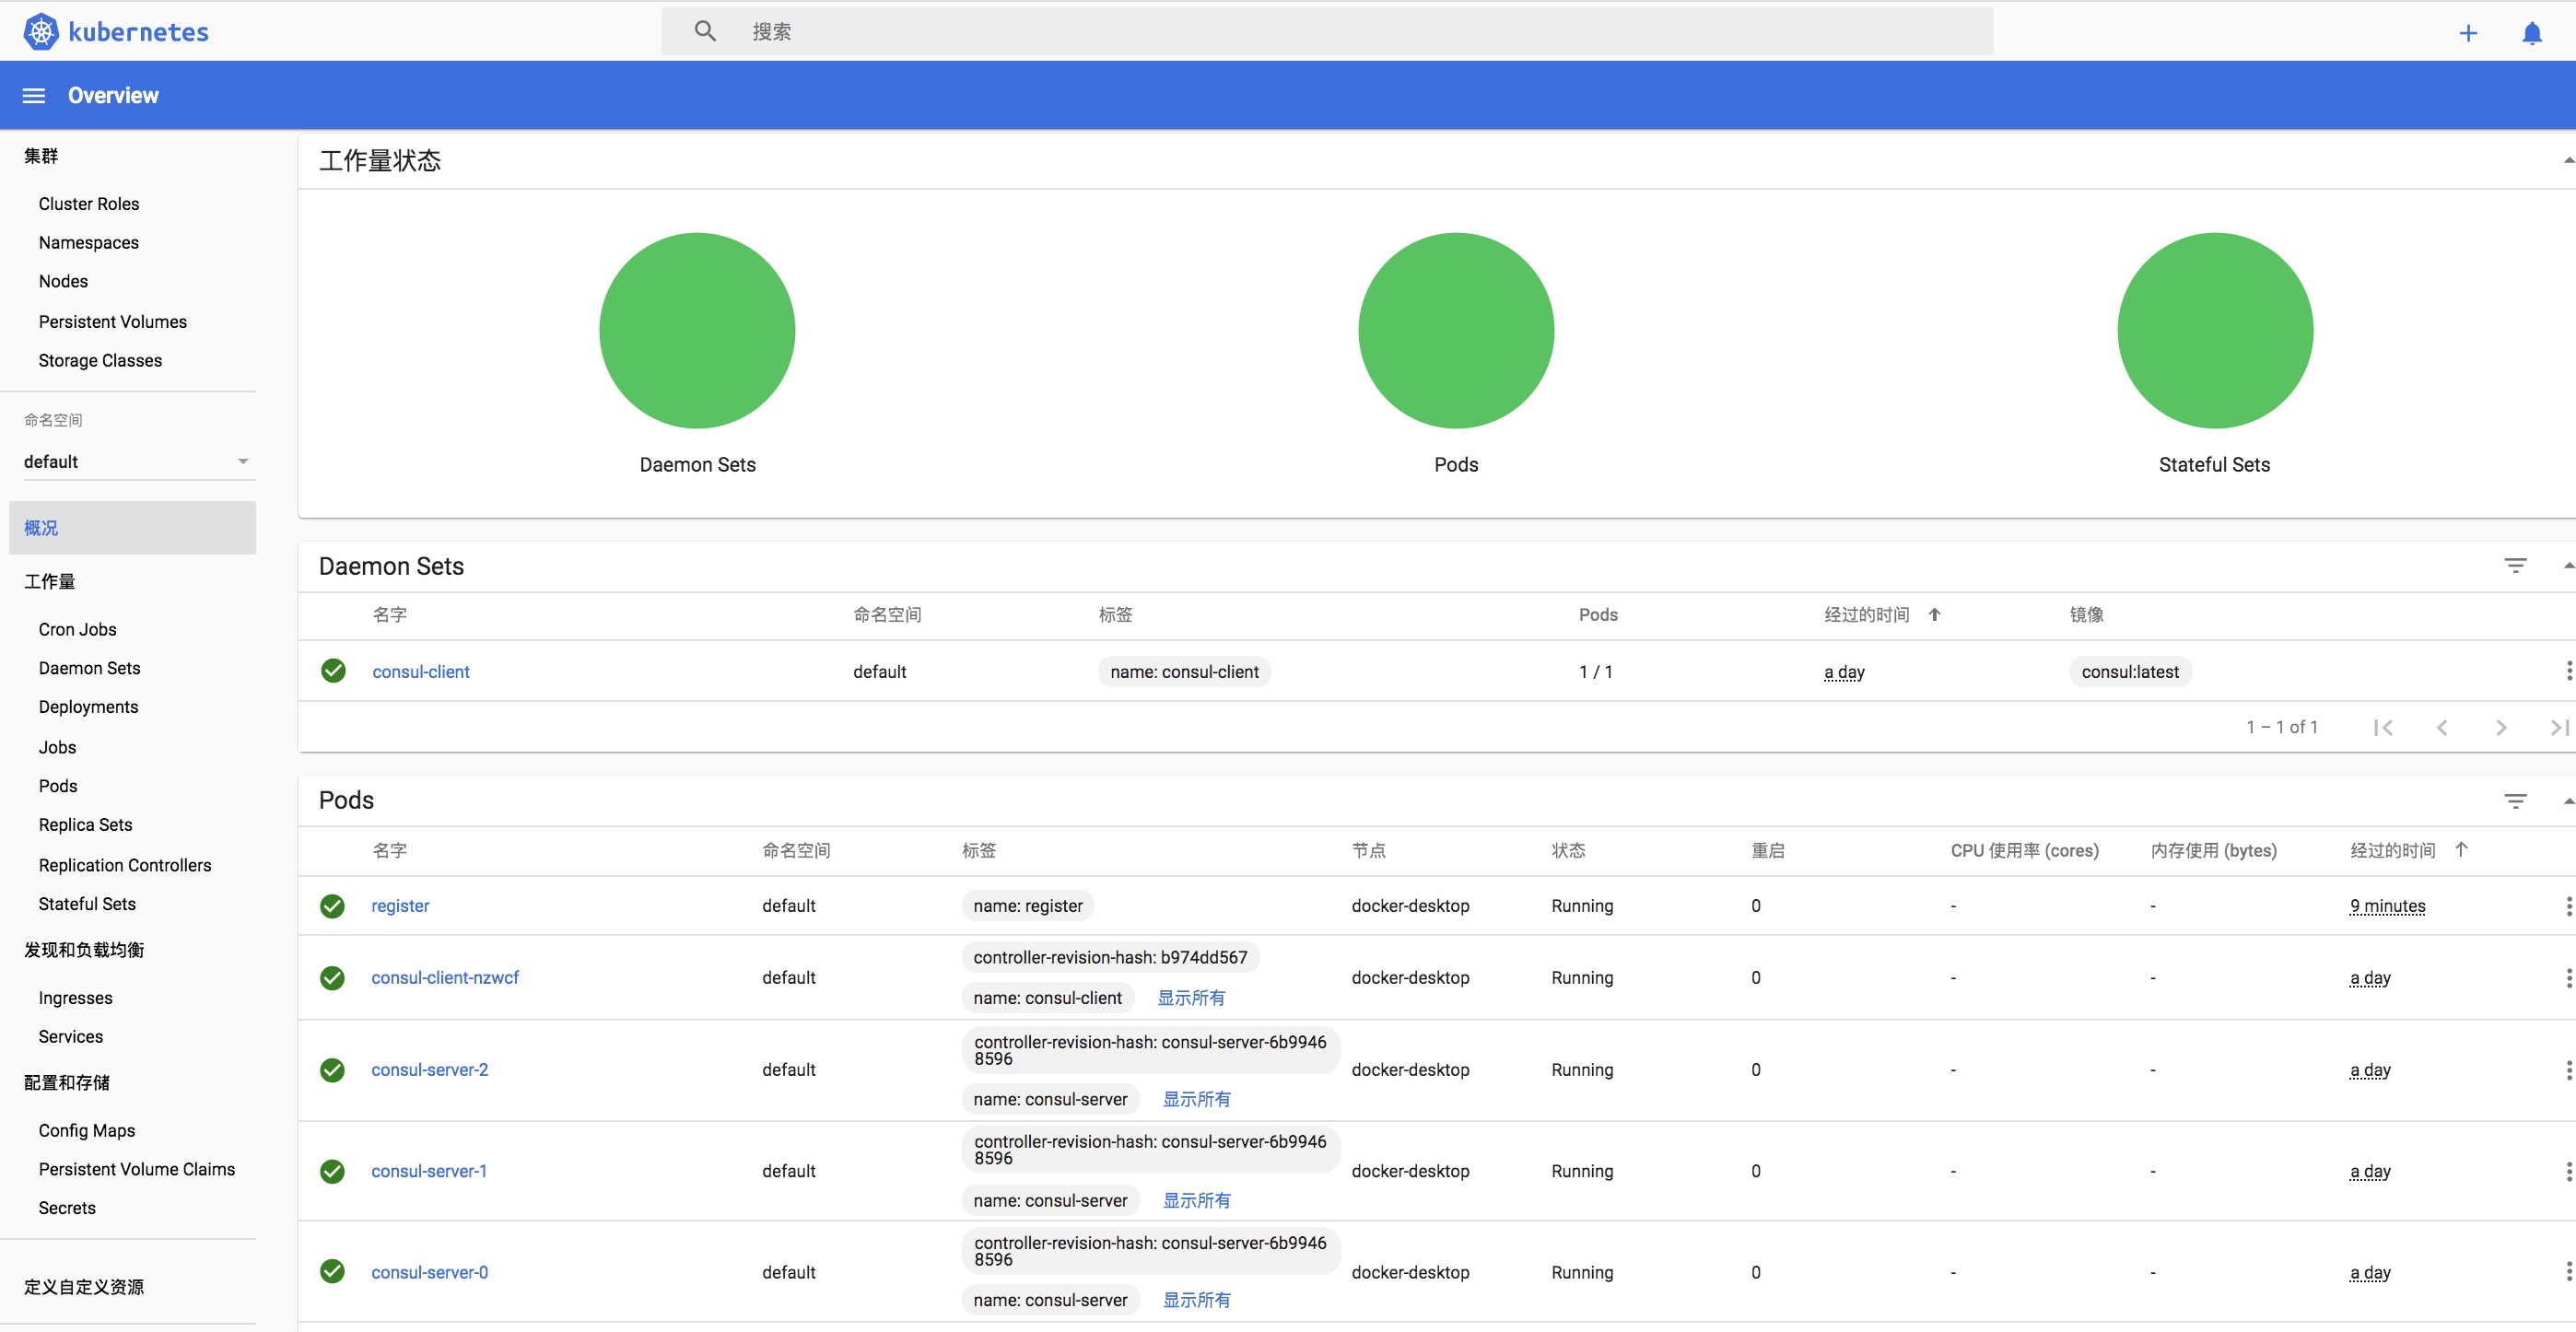 kubernetes
搜索
Overview
集群
Cluster Roles
Namespaces
Nodes
Persistent Volumes
Storage Classes
命名空间
default
概况
工作量
Cron Jobs
Daemon Sets
Deployments
Jobs
Pods
Replica Sets
Replication Controllers
Stateful Sets
发现和负载均衡
Ingresses
Services
配置和存储
Config Maps
Persistent Volume Claims
Secrets
定义自定义资源
工作量状态
Daemon Sets
Pods
Stateful Sets
Daemon Sets
名字 命名空间 标签 Pods 经过的时间 镜像
consul-client default name: consul-client 1 / 1 a day consul:latest
1 – 1 of 1
Pods
名字 命名空间 标签 节点 状态 重启 CPU 使用率 (cores) 内存使用 (bytes) 经过的时间
register default name: register docker-desktop Running 0 - - 9 minutes
controller-revision-hash: b974dd567
consul-client-nzwcf default docker-desktop Running 0 - - a day
name: consul-client 显示所有
controller-revision-hash: consul-server-6b9946
8596
consul-server-2 default docker-desktop Running 0 - - a day
name: consul-server 显示所有
controller-revision-hash: consul-server-6b9946
8596
consul-server-1 default docker-desktop Running 0 - - a day
name: consul-server 显示所有
controller-revision-hash: consul-server-6b9946
8596
consul-server-0 default docker-desktop Running 0 - - a day
name: consul-server 显示所有